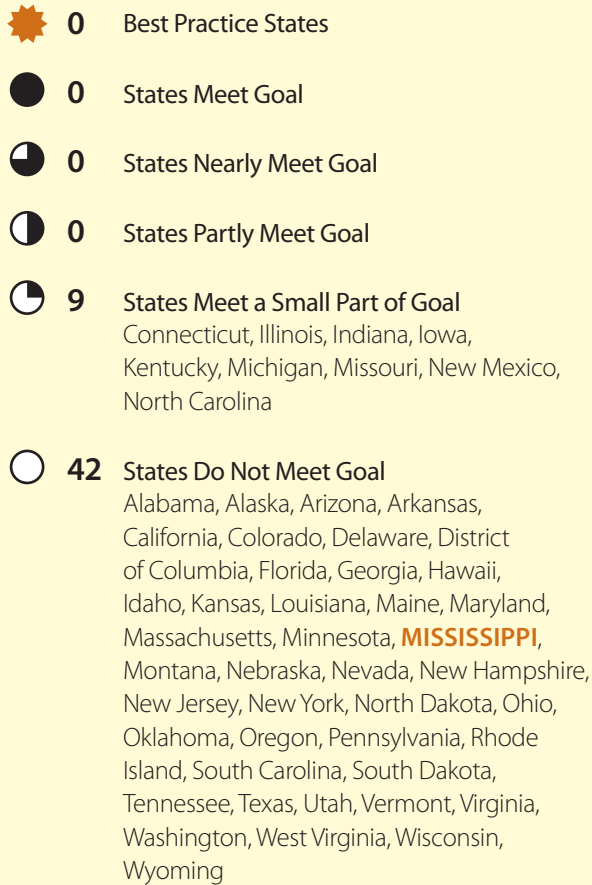 0 Best Practice States
0 States Meet Goal
0 States Nearly Meet Goal
0 States Partly Meet Goal
9 States Meet a Small Part of Goal
Connecticut, Illinois, Indiana, Iowa,
Kentucky, Michigan, Missouri, New Mexico,
North Carolina
42 States Do Not Meet Goal
Alabama, Alaska, Arizona, Arkansas,
California, Colorado, Delaware, District
of Columbia, Florida, Georgia, Hawaii,
Idaho, Kansas, Louisiana, Maine, Maryland,
Massachusetts, Minnesota, MISSISSIPPI,
Montana, Nebraska, Nevada, New Hampshire,
New Jersey, New York, North Dakota, Ohio,
Oklahoma, Oregon, Pennsylvania, Rhode
Island, South Carolina, South Dakota,
Tennessee, Texas, Utah, Vermont, Virginia,
Washington, West Virginia, Wisconsin,
Wyoming